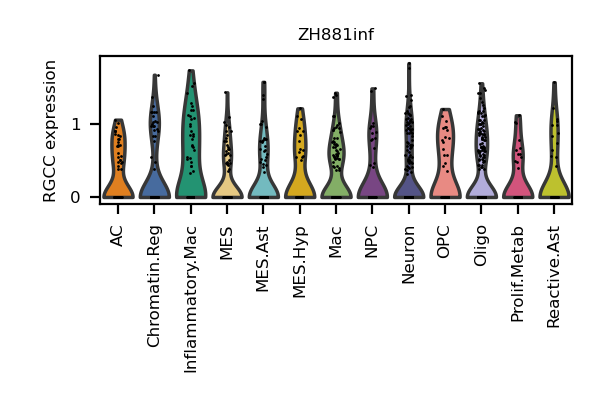 ZH881inf
RGCC expression
1
0
AC
Chromatin.Reg
Inflammatory.Mac
MES
MES.Ast
MES.Hyp
Mac
NPC
Neuron
OPC
Oligo
Prolif.Metab
Reactive.Ast